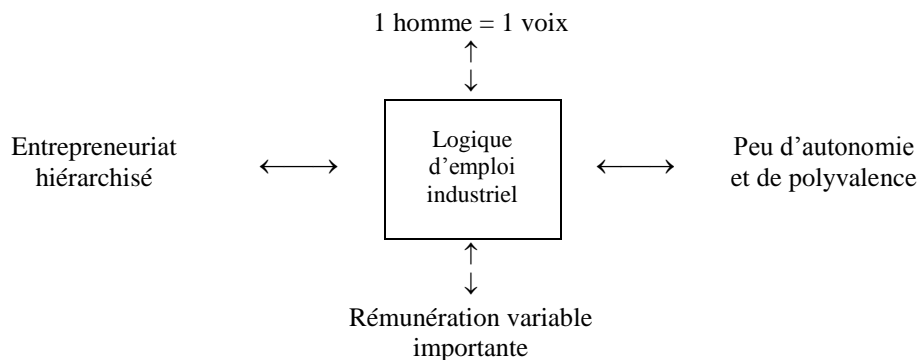 1 homme = 1 voix
Entrepreneuriat
hiérarchisé
Logique
d’emploi
industriel
Peu d’autonomie
et de polyvalence
Rémunération variable
importante